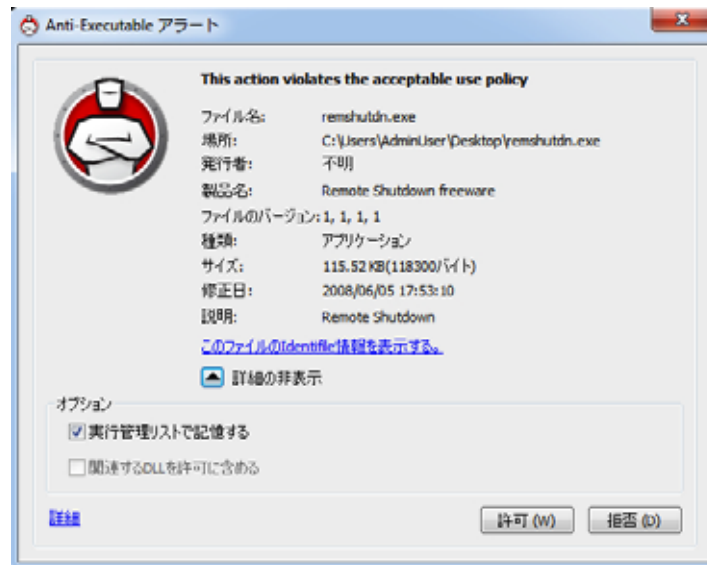 Anti-Executable アラート
This action violates the acceptable use policy
ファイル名: remshutdn.exe
場所: C:\Users\AdminUser\Desktop\remshutdn.exe
発行者: 不明
製品名: Remote Shutdown freeware
ファイルのバージョン: 1, 1, 1, 1
種類: アプリケーション
サイズ: 115.52 KB(118300バイト)
修正日: 2008/06/05 17:53:10
説明: Remote Shutdown
このファイルのIdentifile情報を表示する。
詳細の非表示
オプション
実行管理リストで記憶する
関連するDLLを許可に含める
詳細
許可 (W)
拒否 (D)